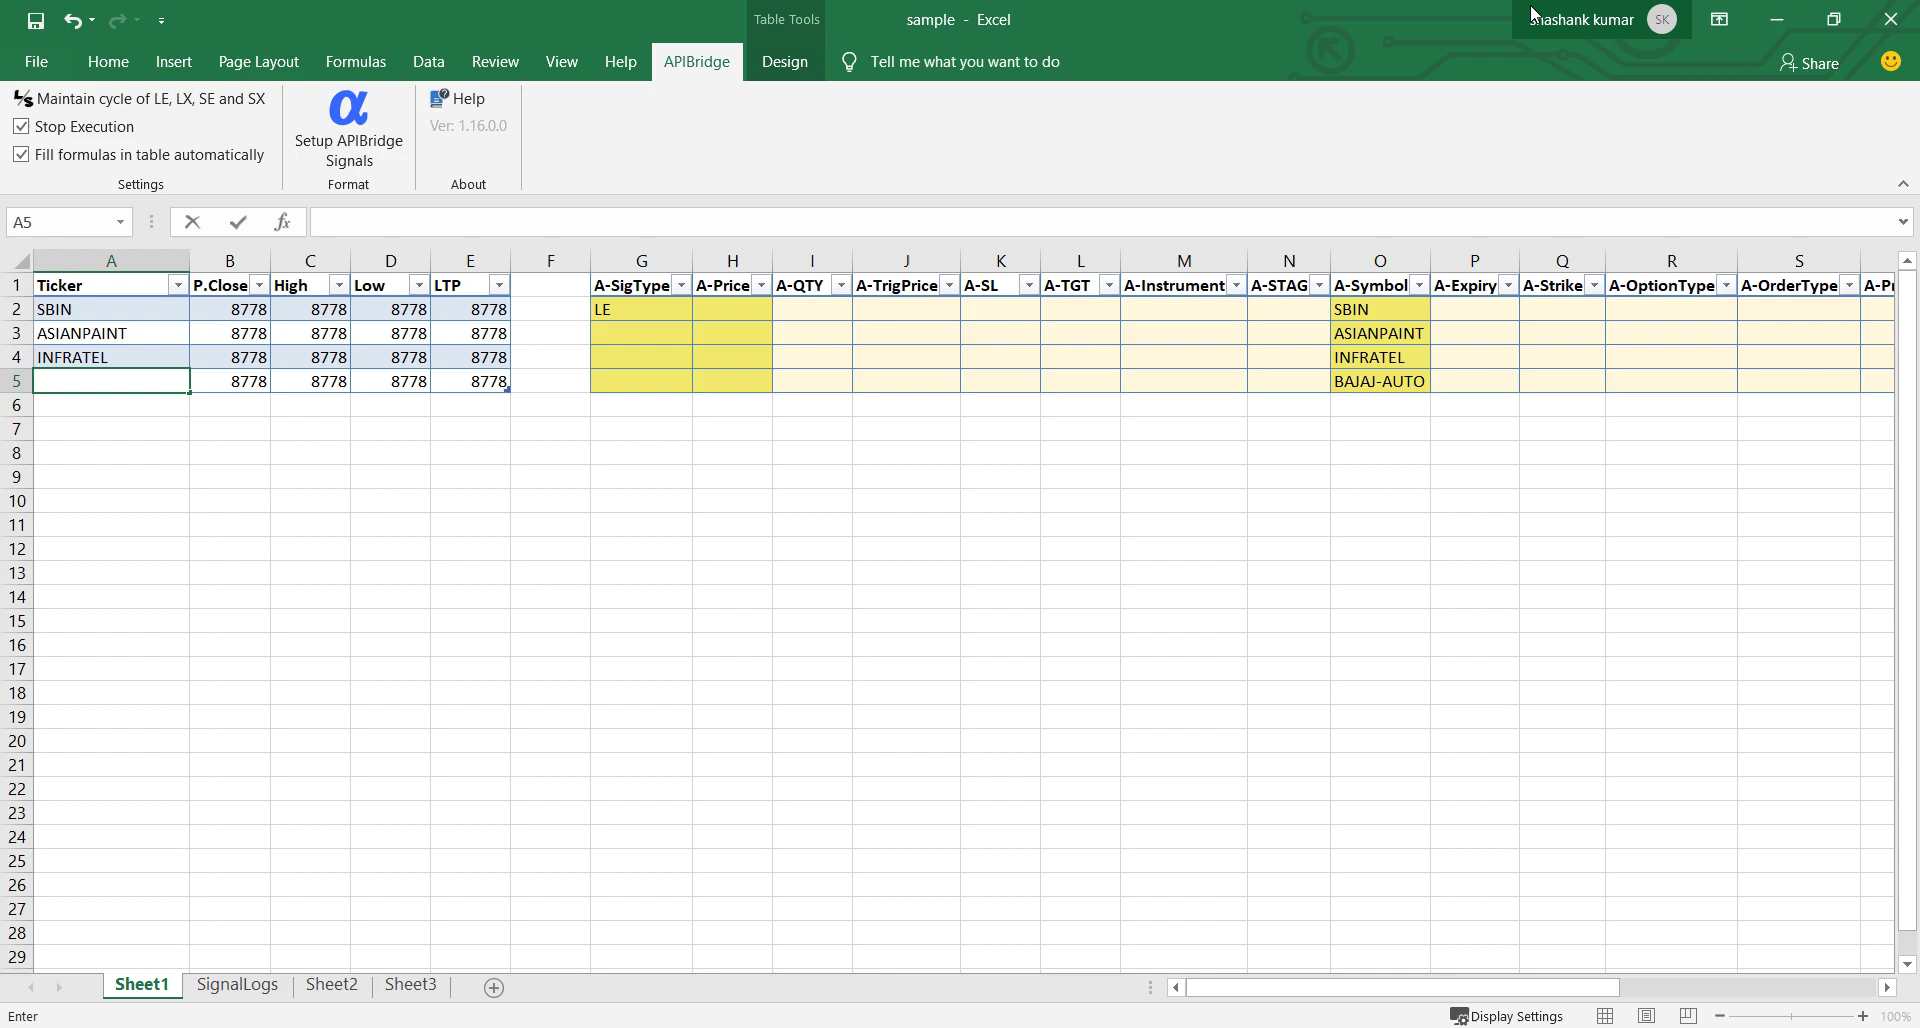 Table Tools
sample - Excel
shashank kumar SK
File Home Insert Page Layout Formulas Data Review View Help APIBridge Design Tell me what you want to do Share
Maintain cycle of LE, LX, SE and SX
Stop Execution
Fill formulas in table automatically
Settings
α
Setup APIBridge
Signals
Format
Help
Ver: 1.16.0.0
About
A5 fx
A B C D E F G H I J K L M N O P Q R S
1 Ticker P.Close High Low LTP A-SigType A-Price A-QTY A-TrigPrice A-SL A-TGT A-Instrument A-STAG A-Symbol A-Expiry A-Strike A-OptionType A-OrderType
2 SBIN 8778 8778 8778 8778 LE SBIN
3 ASIANPAINT 8778 8778 8778 8778 ASIANPAINT
4 INFRATEL 8778 8778 8778 8778 INFRATEL
5 8778 8778 8778 8778 BAJAJ-AUTO
6
7
8
9
10
11
12
13
14
15
16
17
18
19
20
21
22
23
24
25
26
27
28
29
Sheet1 SignalLogs Sheet2 Sheet3
Enter Display Settings 100%